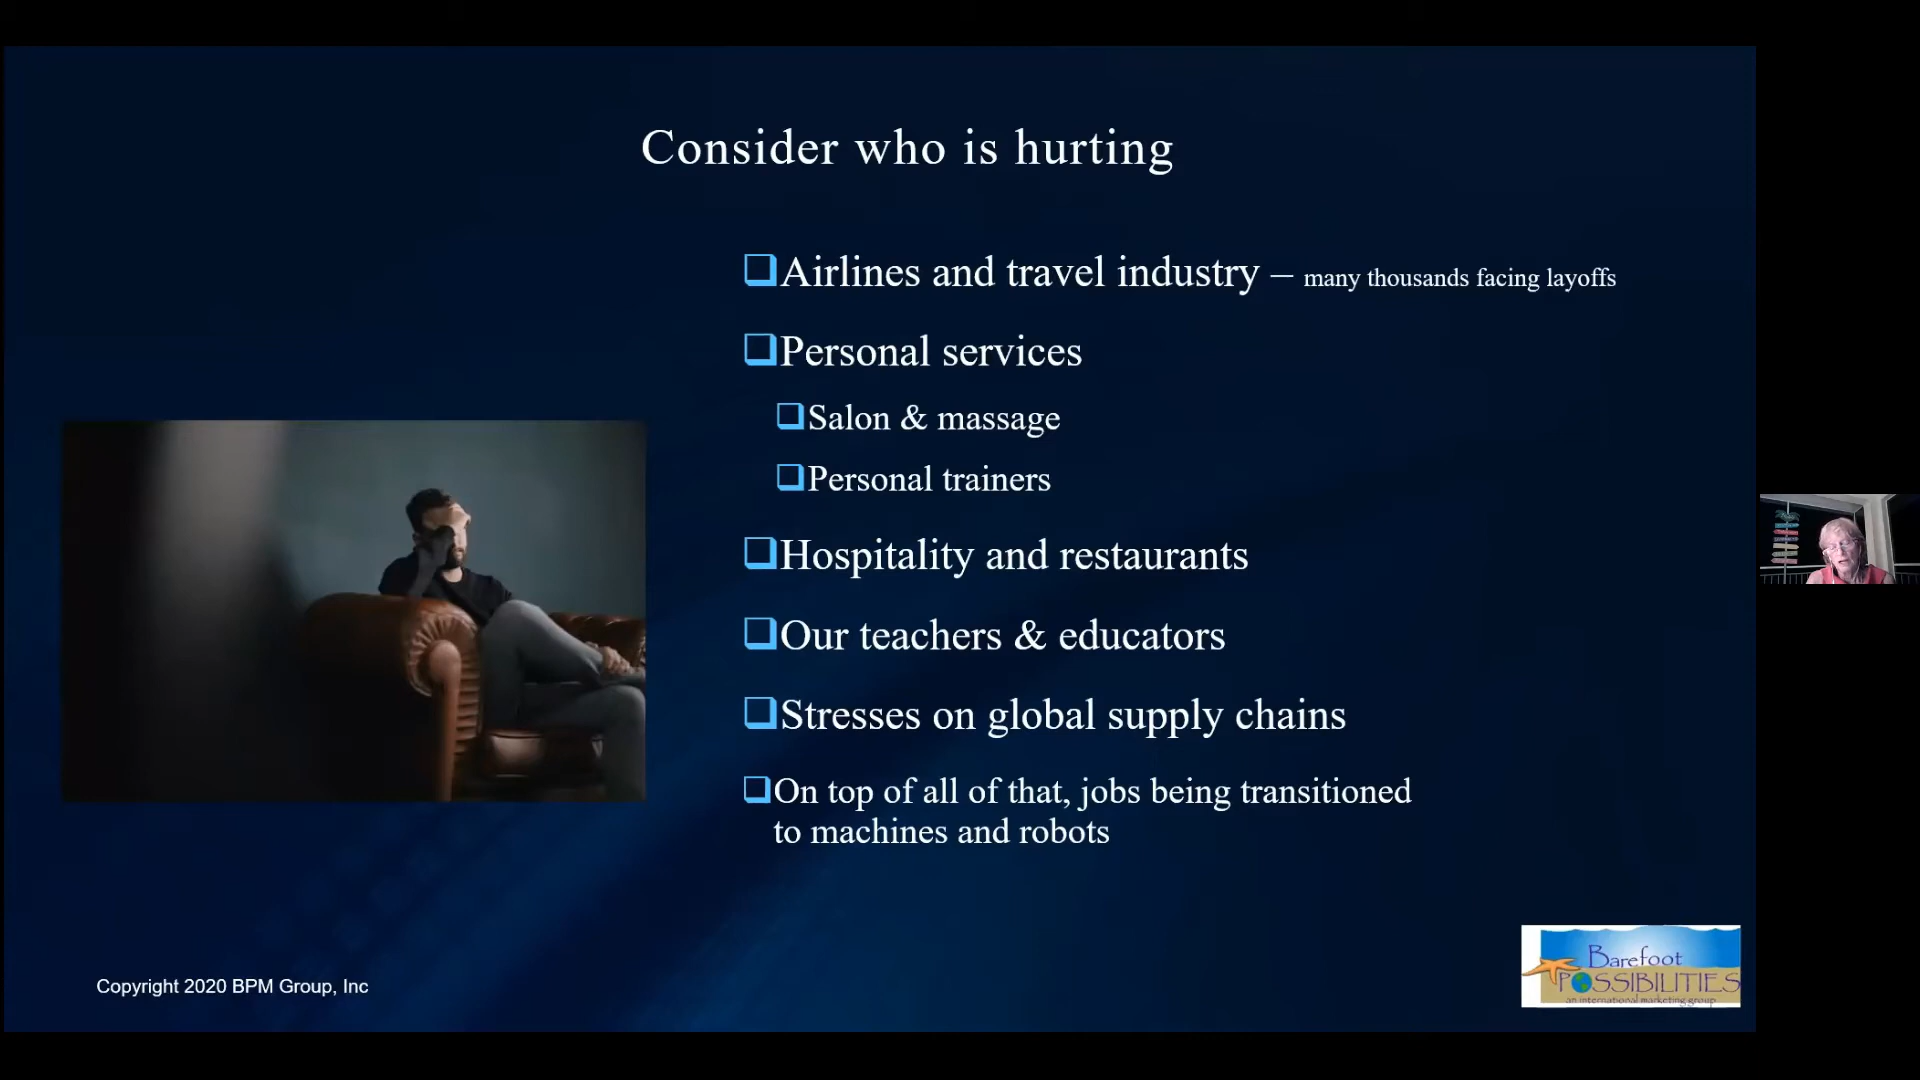 Consider who is hurting
Airlines and travel industry – many thousands facing layoffs
Personal services
Salon & massage
Personal trainers
Hospitality and restaurants
Our teachers & educators
Stresses on global supply chains
On top of all of that, jobs being transitioned
to machines and robots
Copyright 2020 BPM Group, Inc
Barefoot
POSSIBILITIES
an international marketing group